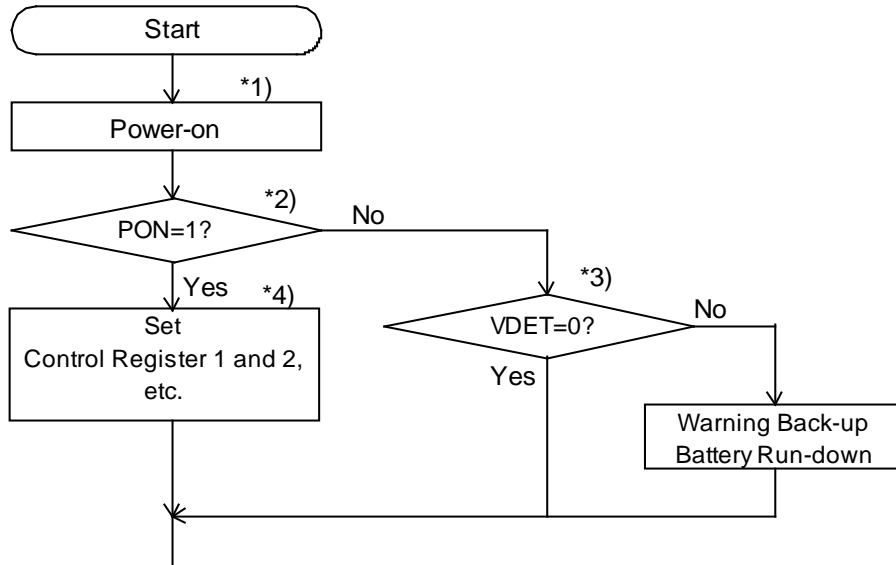 Start
*1)
Power-on
*2)
PON=1?
No
Yes
*4)
Set
Control Register 1 and 2,
etc.
*3)
VDET=0?
No
Yes
Warning Back-up
Battery Run-down